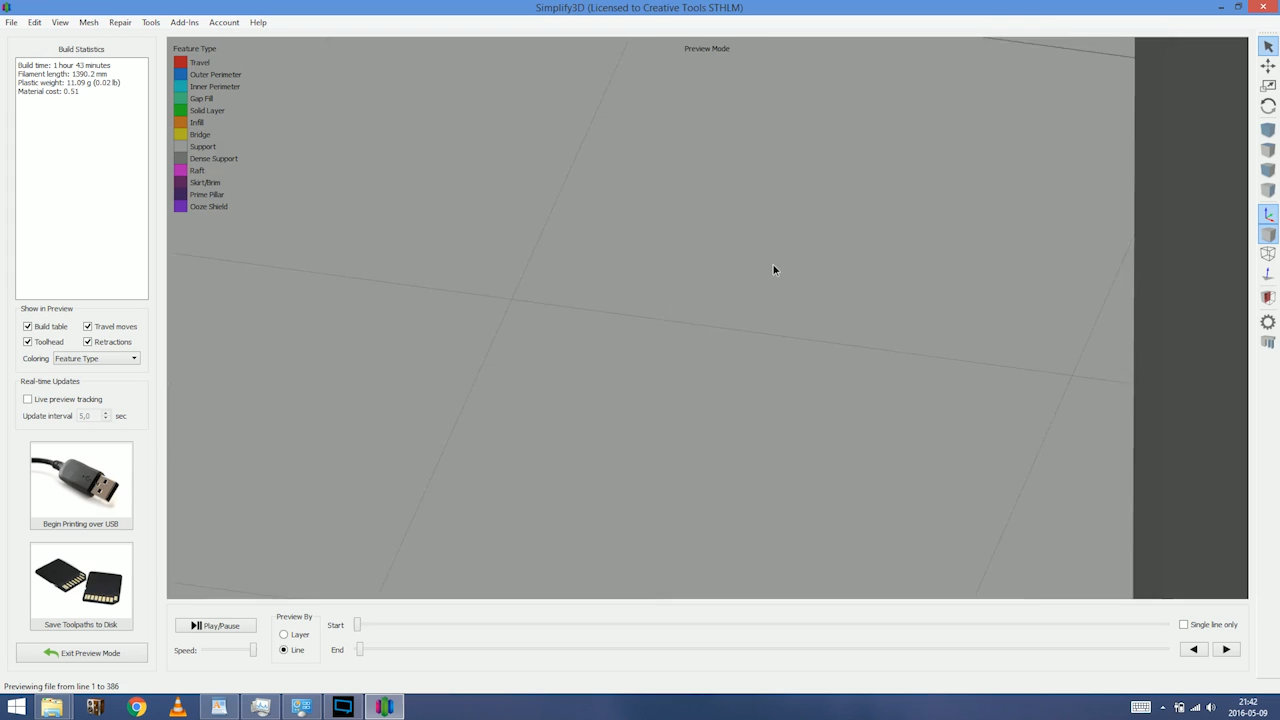 Simplify3D (Licensed to Creative Tools STHLM)
File Edit View Mesh Repair Tools Add-Ins Account Help
Build Statistics
Build time: 1 hour 43 minutes
Filament length: 1390.2 mm
Plastic weight: 11.09 g (0.02 lb)
Material cost: 0.51
Feature Type
Travel
Outer Perimeter
Inner Perimeter
Gap Fill
Solid Layer
Infill
Bridge
Support
Dense Support
Raft
Skirt/Brim
Prime Pillar
Ooze Shield
Preview Mode
Show in Preview
Build table Travel moves
Toolhead Retractions
Coloring Feature Type
Real-time Updates
Live preview tracking
Update interval 5,0 sec
Begin Printing over USB
Save Toolpaths to Disk
Exit Preview Mode
Play/Pause
Speed:
Preview By
Layer
Line
Start
End
Single line only
Previewing file from line 1 to 386
21:42
2016-05-09